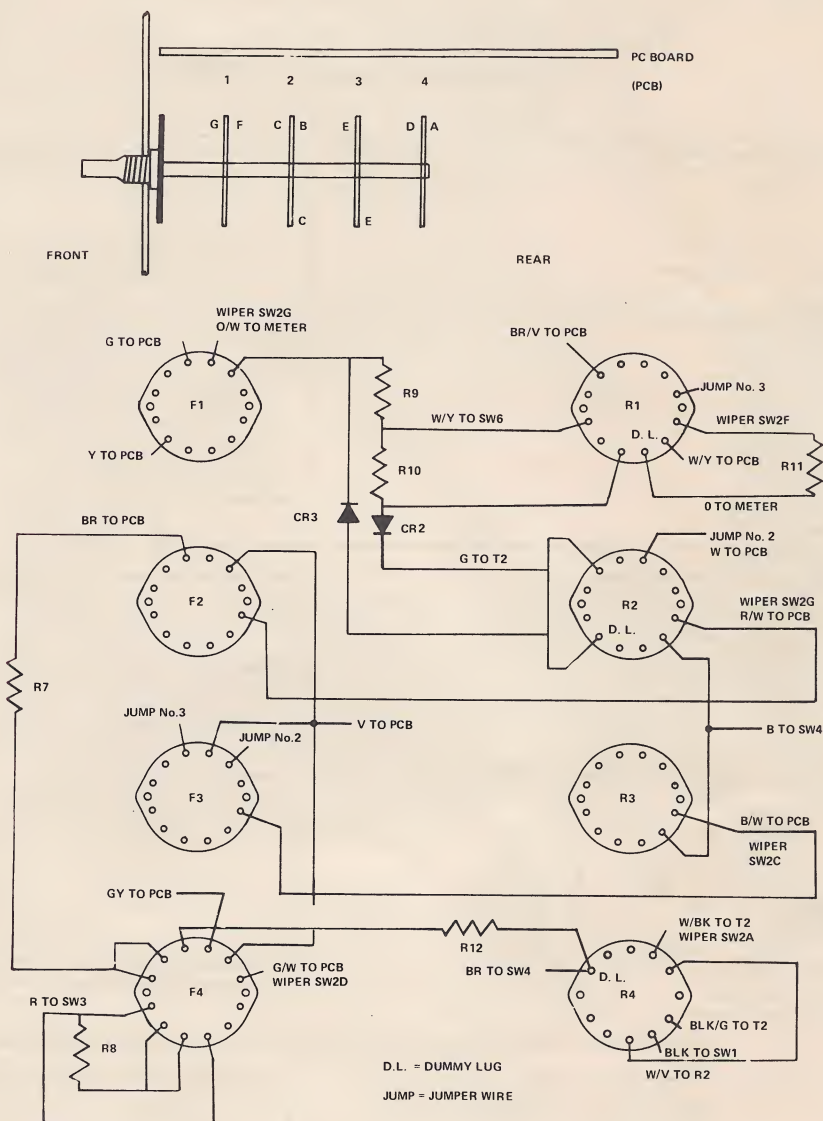 PC BOARD
(PCB)
1 2 3 4
G F C B E D A
C E
FRONT
REAR
WIPER SW2G
O/W TO METER
G TO PCB
F1
Y TO PCB
R9
W/Y TO SW6
R10
CR3
CR2
G TO T2
BR/V TO PCB
R1
JUMP No. 3
WIPER SW2F
D. L.
W/Y TO PCB
R11
0 TO METER
BR TO PCB
F2
R7
JUMP No. 2
W TO PCB
R2
D. L.
WIPER SW2G
R/W TO PCB
JUMP No.3
JUMP No.2
V TO PCB
F3
B TO SW4
R3
B/W TO PCB
WIPER
SW2C
GY TO PCB
F4
G/W TO PCB
WIPER SW2D
R TO SW3
R8
R12
BR TO SW4
W/BK TO T2
WIPER SW2A
D. L.
R4
BLK/G TO T2
BLK TO SW1
W/V TO R2
D.L. = DUMMY LUG
JUMP = JUMPER WIRE